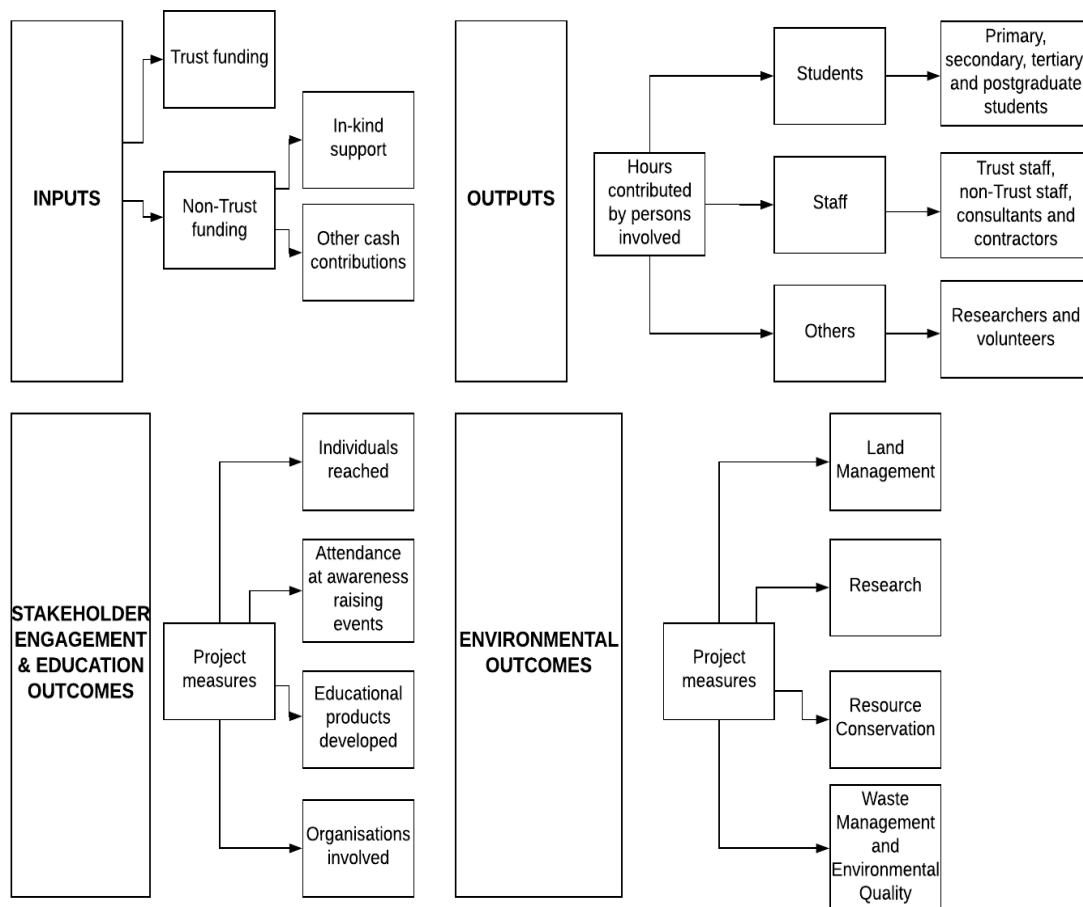 INPUTS
Trust funding
Non-Trust
funding
In-kind
support
Other cash
contributions
OUTPUTS
Hours
contributed
by persons
involved
Students
Primary,
secondary, tertiary
and postgraduate
students
Staff
Trust staff,
non-Trust staff,
consultants and
contractors
Others
Researchers and
volunteers
STAKEHOLDER
ENGAGEMENT
& EDUCATION
OUTCOMES
Project
measures
Individuals
reached
Attendance
at awareness
raising
events
Educational
products
developed
Organisations
involved
ENVIRONMENTAL
OUTCOMES
Project
measures
Land
Management
Research
Resource
Conservation
Waste
Management
and
Environmental
Quality